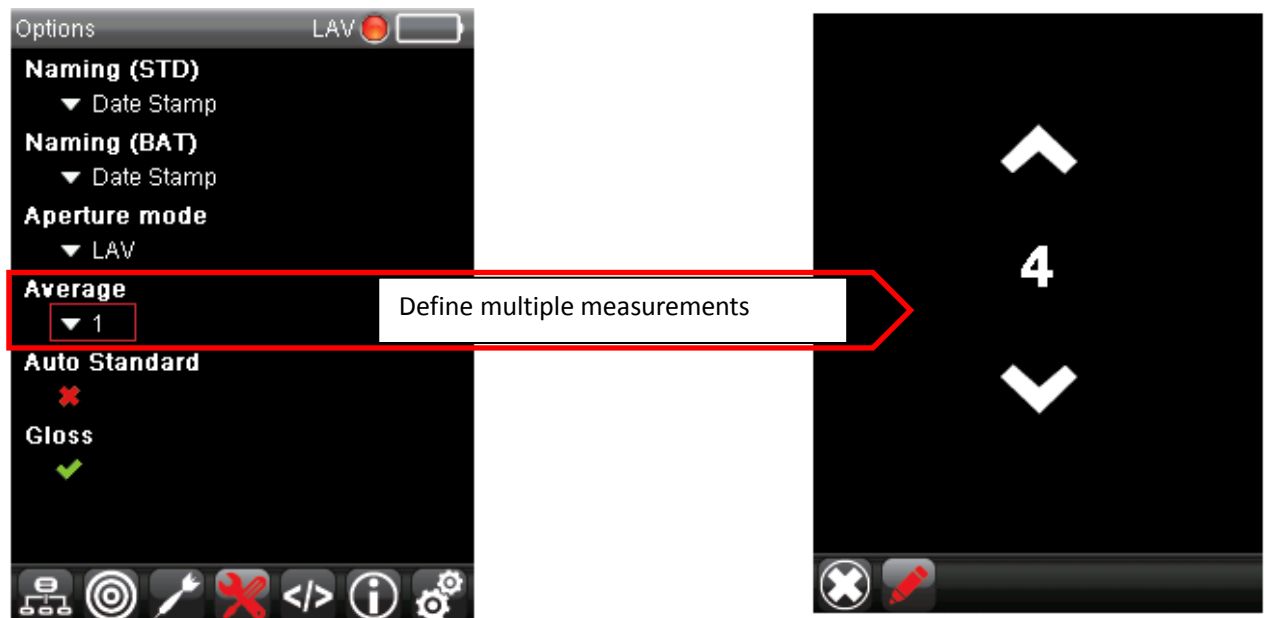 Options LAV
Naming (STD)
Date Stamp
Naming (BAT)
Date Stamp
Aperture mode
LAV
Average
1
Define multiple measurements
Auto Standard
Gloss
</>
4